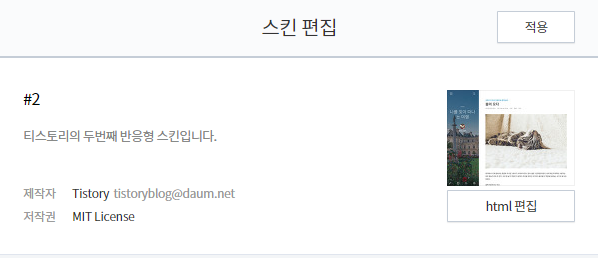 스킨 편집
적용
#2
티스토리의 두번째 반응형 스킨입니다.
제작자 Tistory tistoryblog@daum.net
저작권 MIT License
html 편집